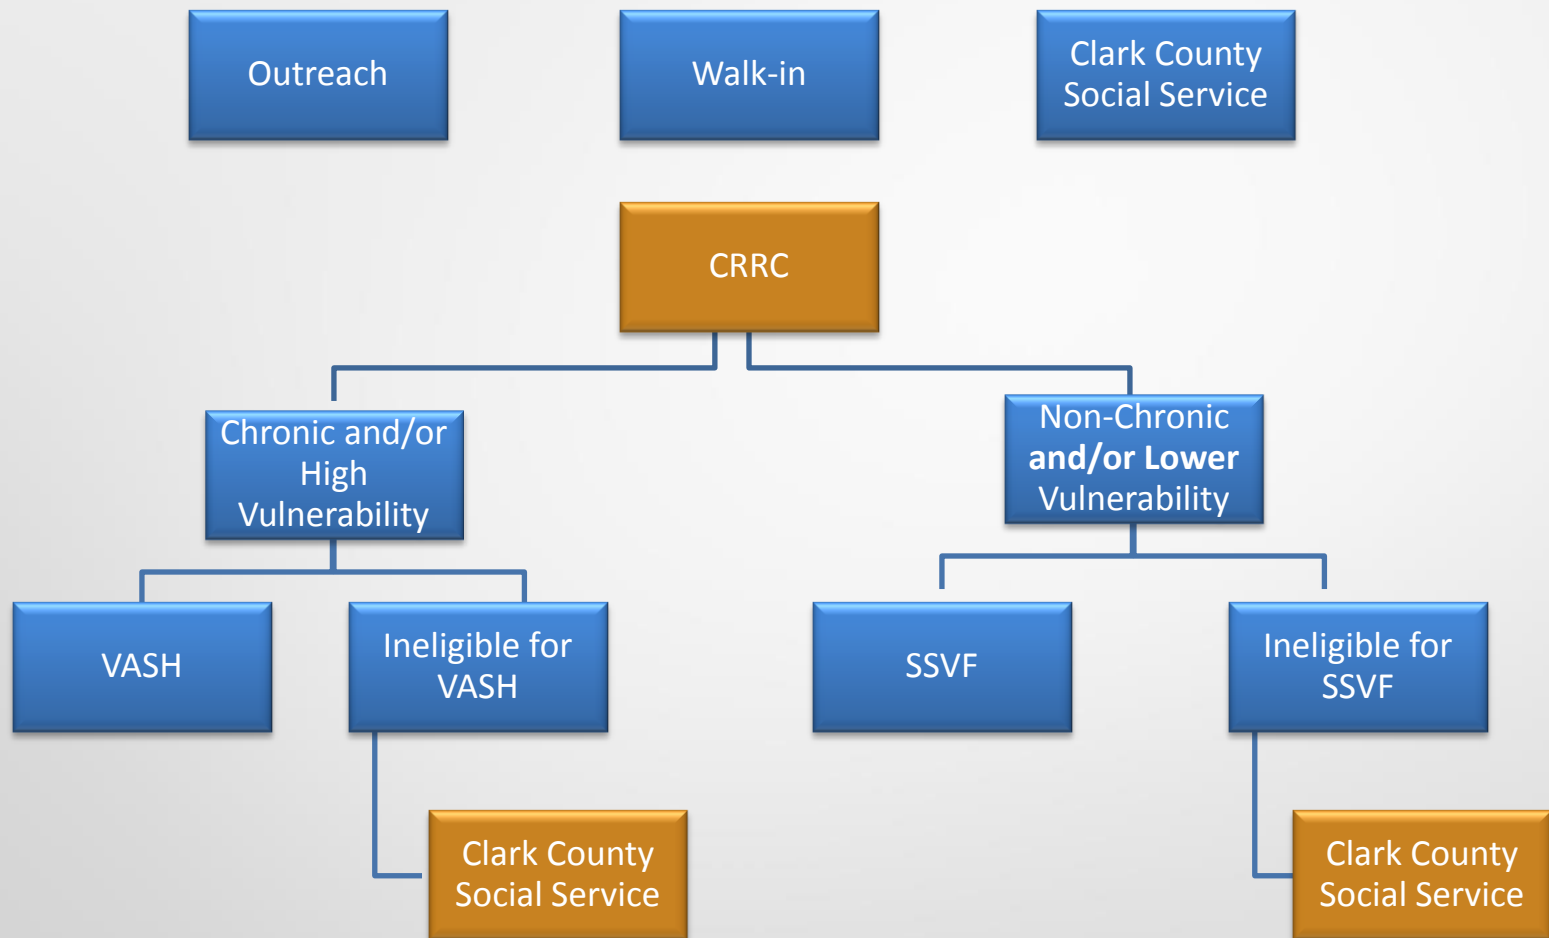 Outreach
Walk-in
Clark County
Social Service
CRRC
Chronic and/or
High
Vulnerability
Non-Chronic
and/or Lower
Vulnerability
VASH
Ineligible for
VASH
SSVF
Ineligible for
SSVF
Clark County
Social Service
Clark County
Social Service